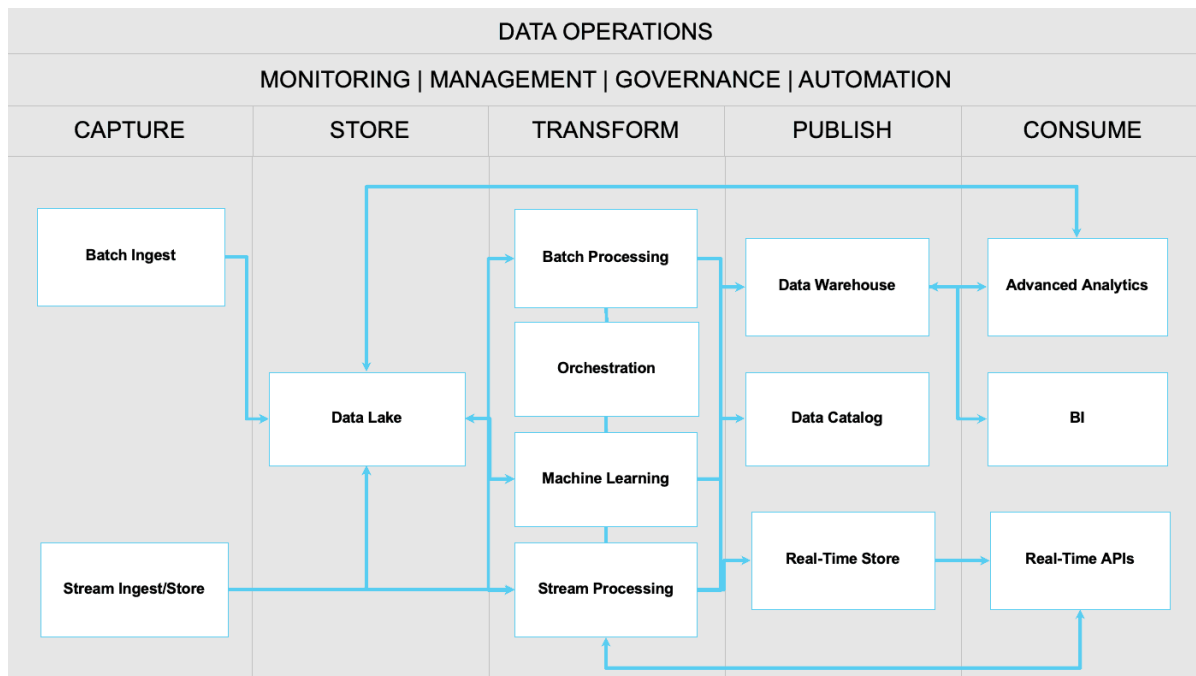 DATA OPERATIONS
MONITORING | MANAGEMENT | GOVERNANCE | AUTOMATION
CAPTURE
STORE
TRANSFORM
PUBLISH
CONSUME
Batch Ingest
Batch Processing
Data Warehouse
Advanced Analytics
Orchestration
Data Lake
Data Catalog
BI
Machine Learning
Stream Ingest/Store
Stream Processing
Real-Time Store
Real-Time APIs